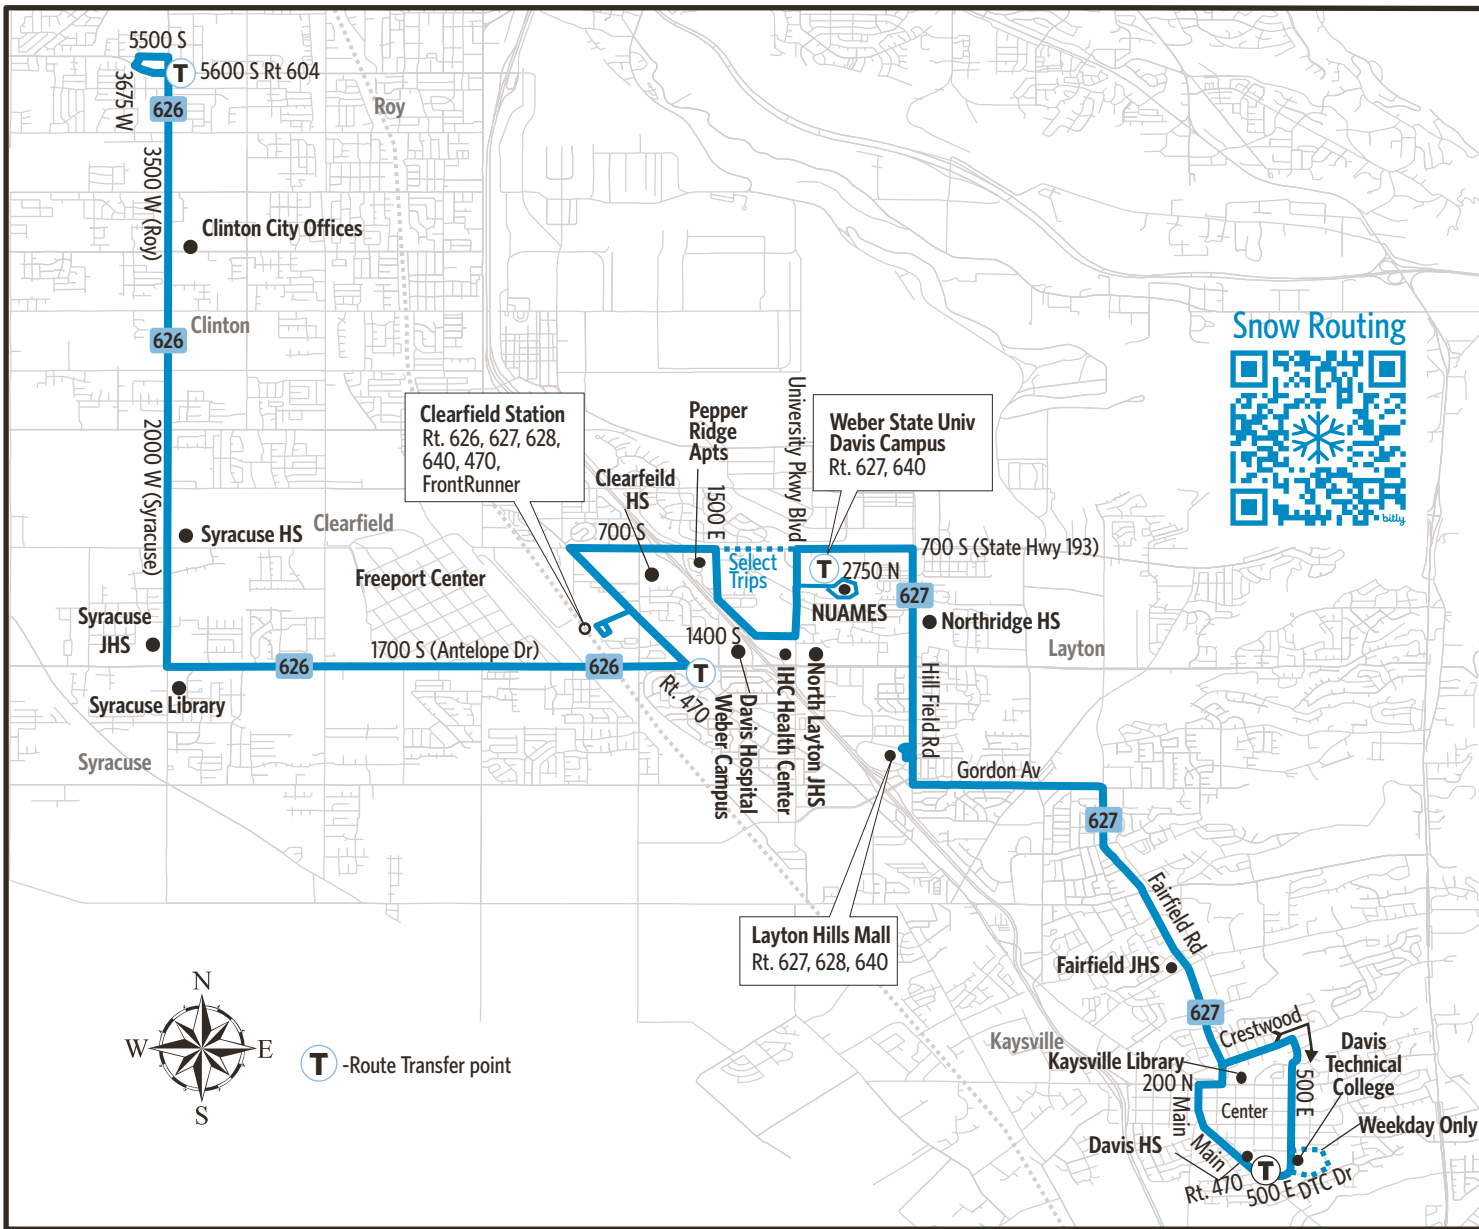 5500 S
T
5600 S Rt 604
3675 W
626
Roy
3500 W (Roy)
Clinton City Offices
626
Clinton
Snow Routing
bitly
2000 W (Syracuse)
Clearfield Station
Rt. 626, 627, 628,
640, 470,
FrontRunner
Pepper
Ridge
Apts
University Pkwy Blvd
Weber State Univ
Davis Campus
Rt. 627, 640
Clearfeild
HS
1500 E
Syracuse HS
Clearfield
700 S
700 S (State Hwy 193)
Select
Trips
T
2750 N
Freeport Center
NUAMES
627
Northridge HS
Syracuse
JHS
1400 S
Layton
1700 S (Antelope Dr)
626
626
T
Rt. 470
Syracuse Library
Weber Campus
Davis Hospital
IHC Health Center
North Layton JHS
Hill Field Rd
Syracuse
Gordon Av
627
Fairfield Rd
Layton Hills Mall
Rt. 627, 628, 640
Fairfield JHS
N
W
E
S
T
-Route Transfer point
627
Crestwood
Kaysville
Kaysville Library
Davis
Technical
College
200 N
500 E
Main
Center
Weekday Only
Davis HS
Main
T
Rt. 470
500 E
DTC Dr